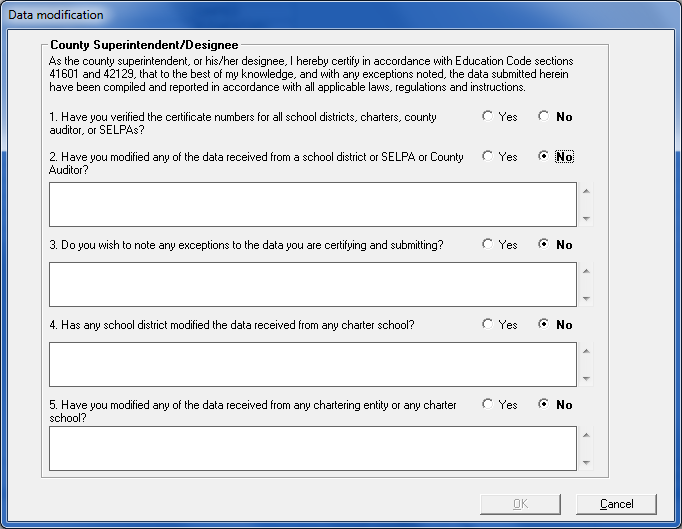 Data modification
County Superintendent/Designee
As the county superintendent, or his/her designee, I hereby certify in accordance with Education Code sections
41601 and 42129, that to the best of my knowledge, and with any exceptions noted, the data submitted herein
have been compiled and reported in accordance with all applicable laws, regulations and instructions.
1. Have you verified the certificate numbers for all school districts, charters, county Yes No
auditor, or SELPAs?
2. Have you modified any of the data received from a school district or SELPA or County Yes No
Auditor?
3. Do you wish to note any exceptions to the data you are certifying and submitting? Yes No
4. Has any school district modified the data received from any charter school? Yes No
5. Have you modified any of the data received from any chartering entity or any charter Yes No
school?
OK Cancel